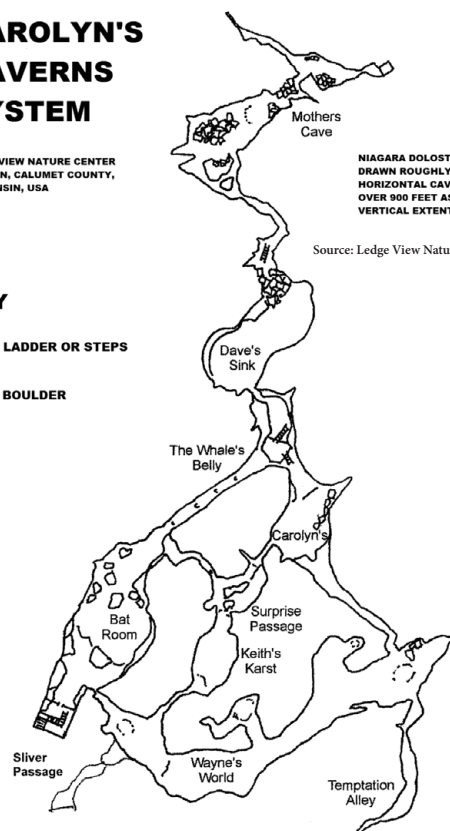 AROLYN'S
AVERNS
YSTEM
VIEW NATURE CENTER
N, CALUMET COUNTY,
NSIN, USA
NIAGARA DOLOST
DRAWN ROUGHLY
HORIZONTAL CAV
OVER 900 FEET AS
VERTICAL EXTENT
Source: Ledge View Natu
Y
LADDER OR STEPS
BOULDER
Mothers
Cave
Dave's
Sink
The Whale's
Belly
Carolyn's
Bat
Room
Surprise
Passage
Keith's
Karst
Sliver
Passage
Wayne's
World
Temptation
Alley